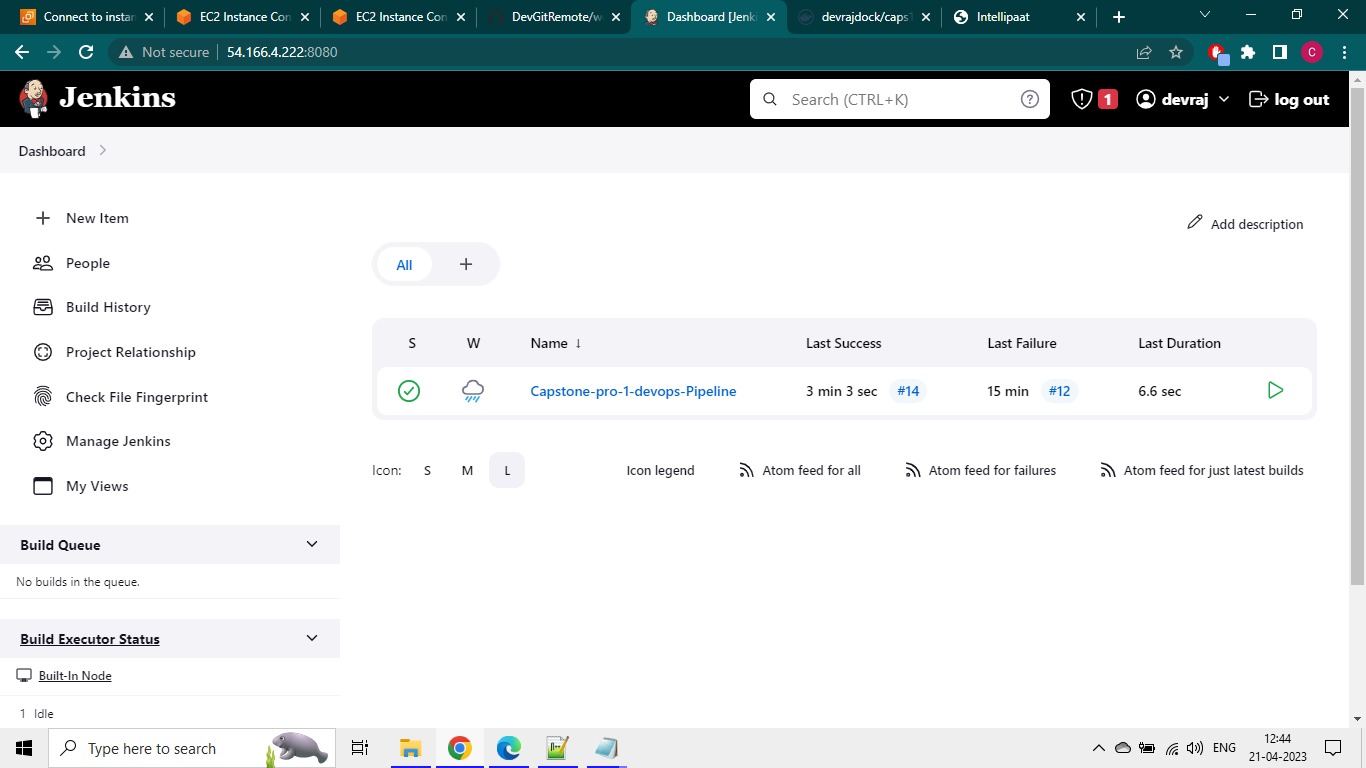 Connect to instan
EC2 Instance Con
EC2 Instance Con
DevGitRemote/w
Dashboard [Jenki
devrajdock/caps1
Intellipaat
Not secure
54.166.4.222:8080
C
Jenkins
Search (CTRL+K)
?
1
devraj
log out
Dashboard
New Item
People
Build History
Project Relationship
Check File Fingerprint
Manage Jenkins
My Views
Build Queue
No builds in the queue.
Build Executor Status
Built-In Node
1 Idle
Add description
All
S W Name ↓ Last Success Last Failure Last Duration
Capstone-pro-1-devops-Pipeline 3 min 3 sec #14 15 min #12 6.6 sec
Icon: S M L Icon legend Atom feed for all Atom feed for failures Atom feed for just latest builds
Type here to search
ENG
12:44
21-04-2023